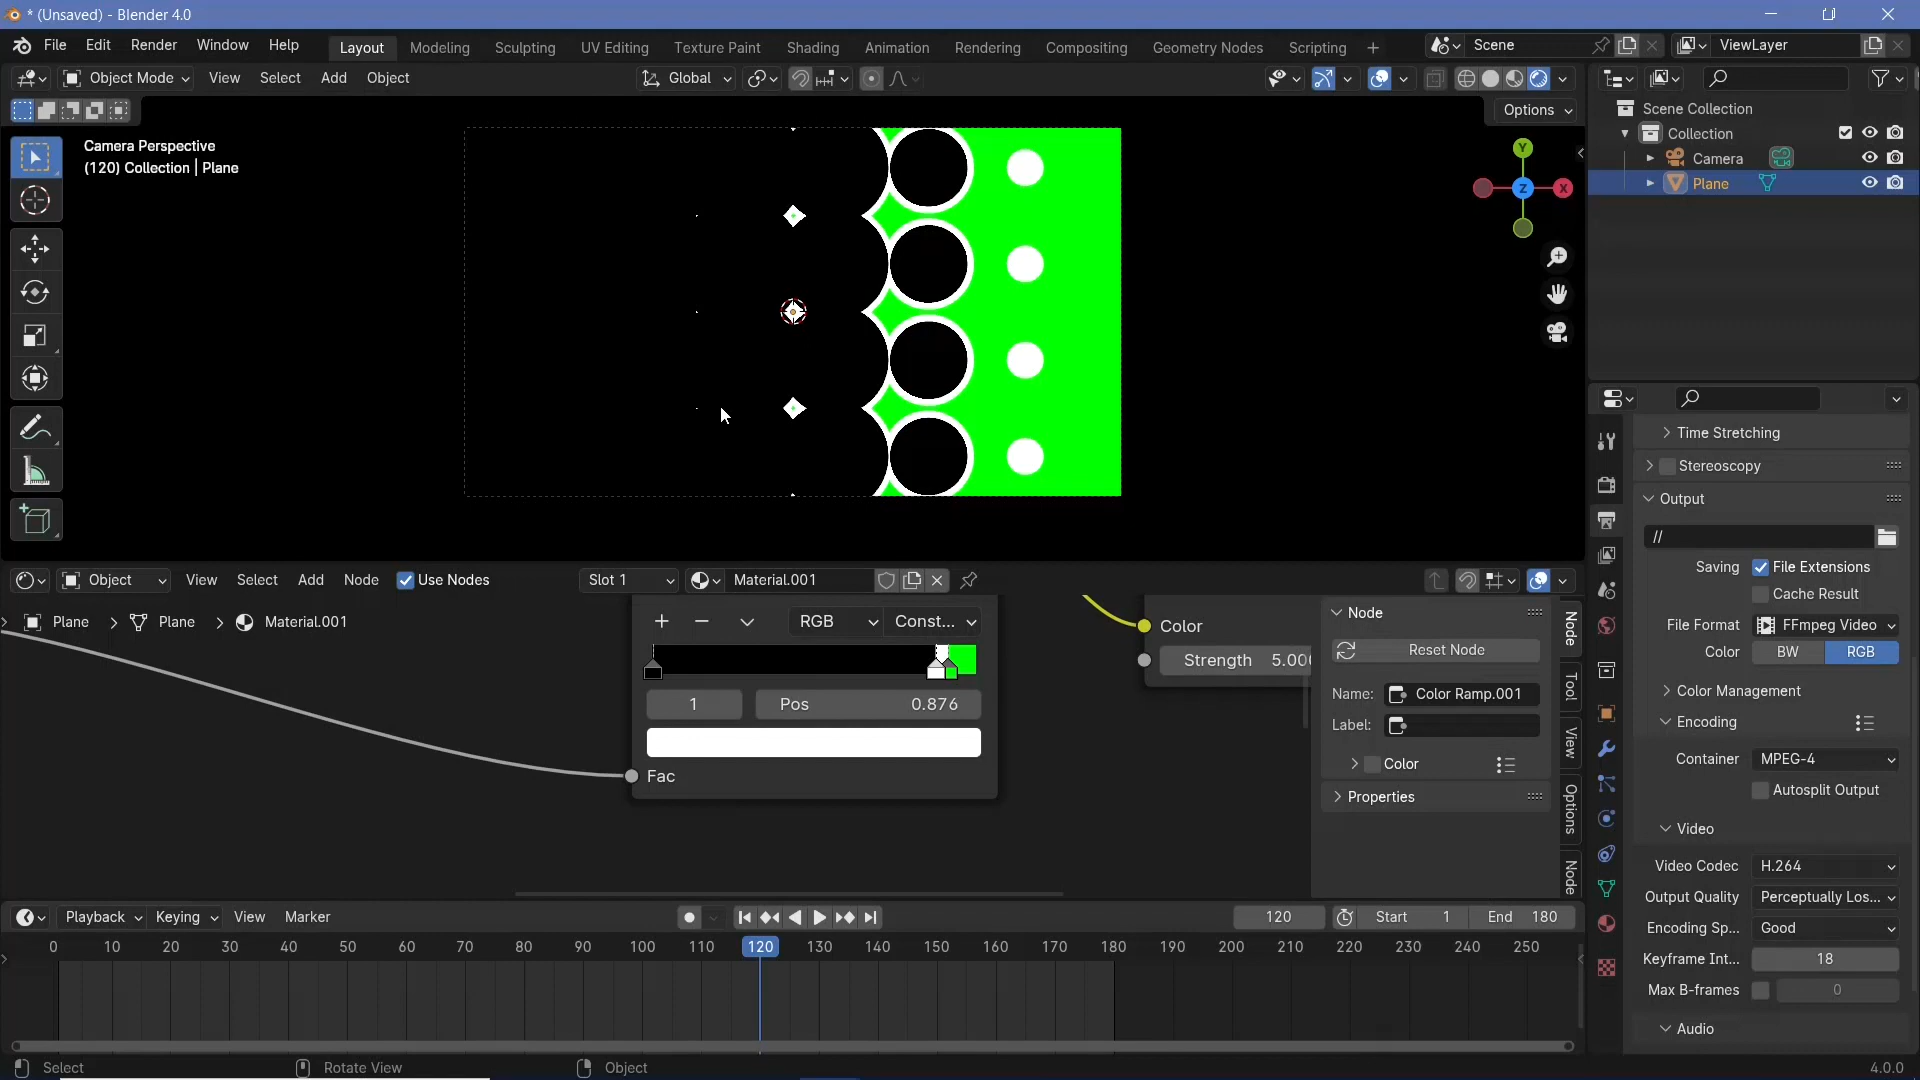 * (Unsaved) - Blender 4.0
File Edit Render Window Help Layout Modeling Sculpting UV Editing Texture Paint Shading Animation Rendering Compositing Geometry Nodes Scripting + Scene ViewLayer
Object Mode View Select Add Object Global
Options
Camera Perspective
(120) Collection | Plane
Y
Z
X
Scene Collection
Collection
Camera
Plane
Time Stretching
Stereoscopy
Output
//
Saving File Extensions
Cache Result
File Format FFmpeg Video
Color BW RGB
Color Management
Encoding
Container MPEG-4
Autosplit Output
Video
Video Codec H.264
Output Quality Perceptually Los...
Encoding Sp... Good
Keyframe Int... 18
Max B-frames 0
Audio
Object View Select Add Node Use Nodes Slot 1 Material.001
Plane > Plane > Material.001
RGB Const...
1 Pos 0.876
Fac
Color
Strength 5.00
Node
Reset Node
Name: Color Ramp.001
Label:
Color
Properties
Node
Tool
View
Options
Node
Playback Keying View Marker 120 Start 1 End 180
0 10 20 30 40 50 60 70 80 90 100 110 120 130 140 150 160 170 180 190 200 210 220 230 240 250
Select Rotate View Object 4.0.0